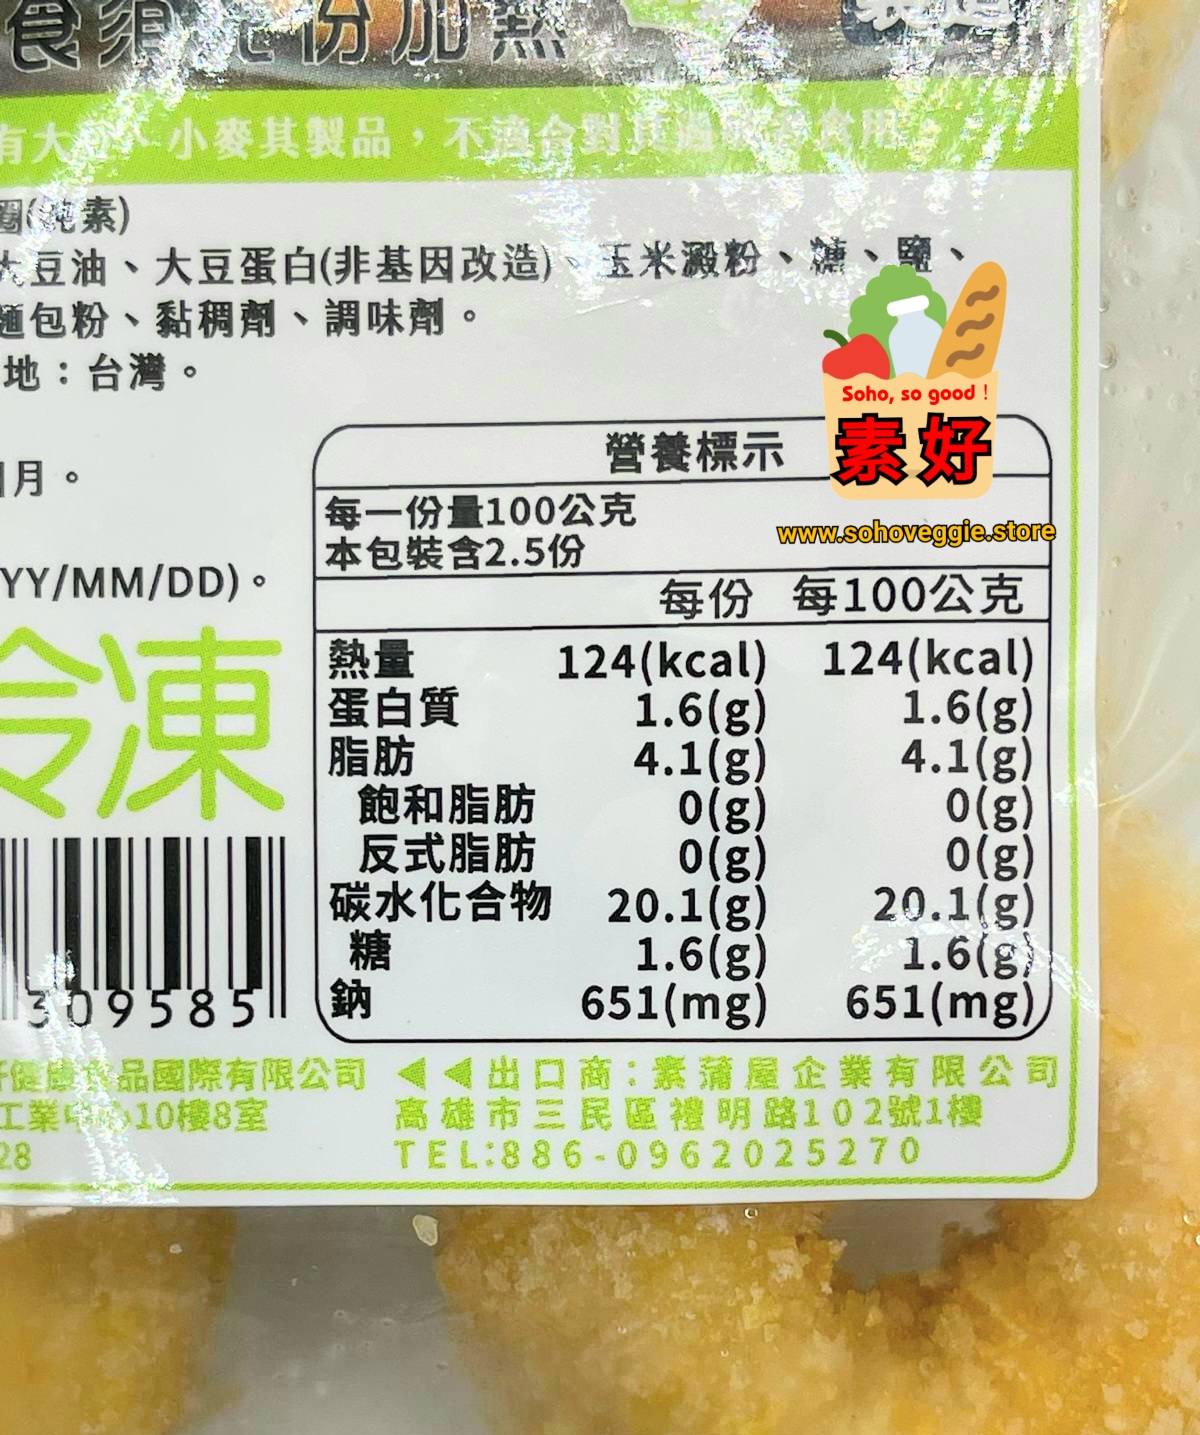 食須充份加熱
製造
有大豆、小麥其製品，不適合對其過敏者食用。
圈(純素)
大豆油、大豆蛋白(非基因改造)、玉米澱粉、糖、鹽、
麵包粉、黏稠劑、調味劑。
地：台灣。
Soho, so good !
素好
www.sohoveggie.store
月。
YY/MM/DD)。
冷凍
309585
營養標示
每一份量100公克
本包裝含2.5份
每份 每100公克
熱量 124(kcal) 124(kcal)
蛋白質 1.6(g) 1.6(g)
脂肪 4.1(g) 4.1(g)
飽和脂肪 0(g) 0(g)
反式脂肪 0(g) 0(g)
碳水化合物 20.1(g) 20.1(g)
糖 1.6(g) 1.6(g)
鈉 651(mg) 651(mg)
健康食品國際有限公司
工業中心10樓8室
28
◀◀出口商：素蒲屋企業有限公司
高雄市三民區禮明路102號1樓
TEL:886-0962025270